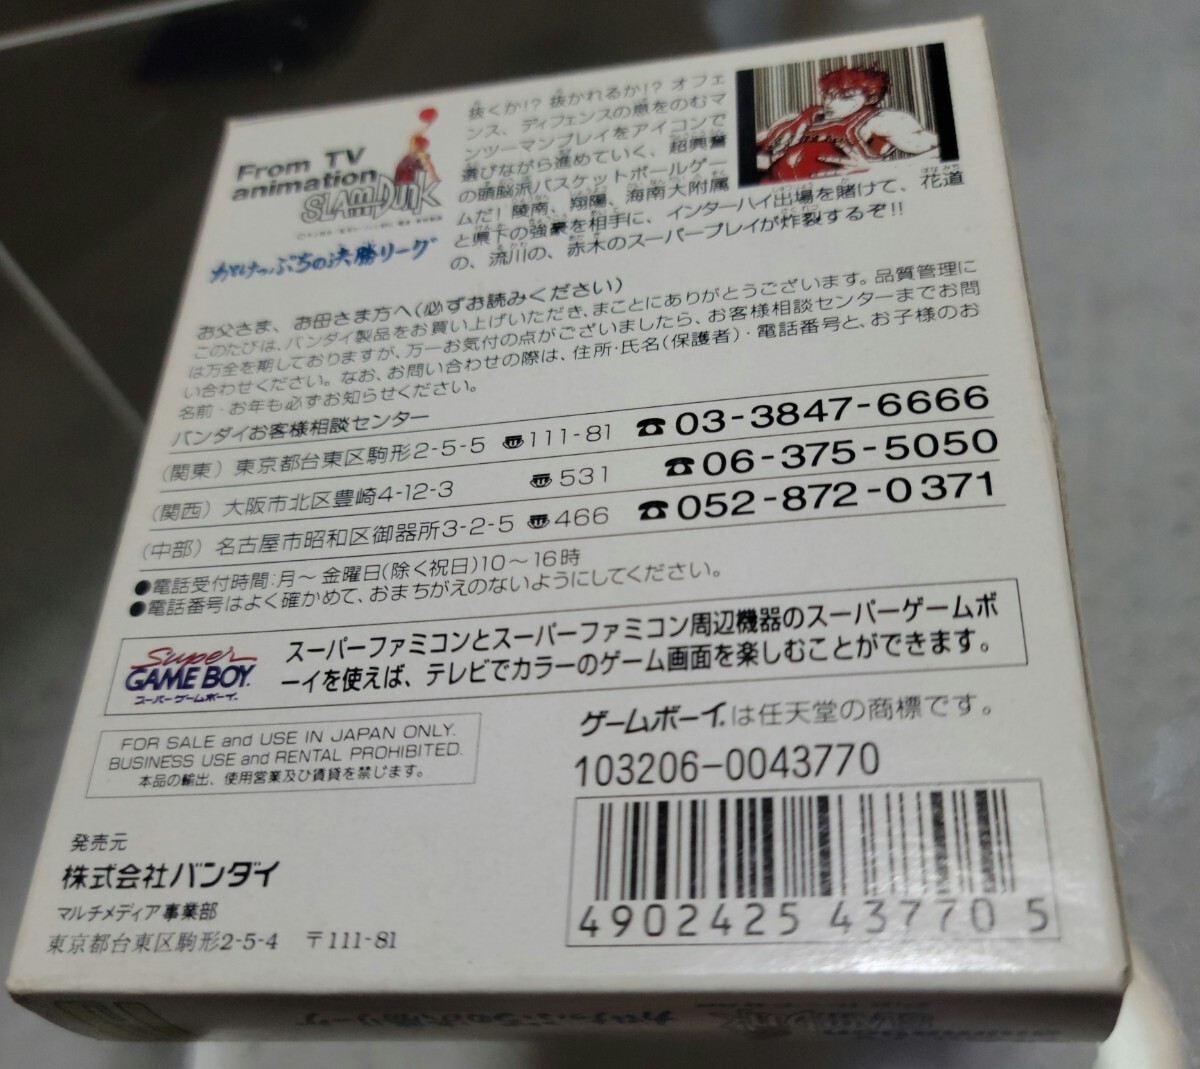 From TV
animation
SLAM DUNK
がけっぷちの決勝リーグ
抜くか!? 抜かれるか!? オフェ
ンス、ディフェンスの息をのむマ
ンツーマンプレイをアイコンで
選びながら進めていく、超興奮
の頭脳派バスケットボールゲー
ムだ! 陵南、翔陽、海南大附属
と県下の強豪を相手に、インターハイ出場を賭けて、花道
の、流川の、赤木のスーパープレイが炸裂するぞ!!
お父さま、お母さま方へ(必ずお読みください)
このたびは、バンダイ製品をお買い上げいただき、まことにありがとうございます。品質管理に
は万全を期しておりますが、万一お気付の点がございましたら、お客様相談センターまでお問
い合わせください。なお、お問い合わせの際は、住所・氏名(保護者)・電話番号と、お子様のお
名前・お年も必ずお知らせください。
バンダイお客様相談センター
(関東) 東京都台東区駒形2-5-5 〠111-81 ☎03-3847-6666
(関西) 大阪市北区豊崎4-12-3 〠531 ☎06-375-5050
(中部) 名古屋市昭和区御器所3-2-5 〠466 ☎052-872-0371
●電話受付時間:月〜金曜日(除く祝日)10〜16時
●電話番号はよく確かめて、おまちがえのないようにしてください。
Super
GAME BOY
スーパーゲームボーイ
スーパーファミコンとスーパーファミコン周辺機器のスーパーゲームボ
ーイを使えば、テレビでカラーのゲーム画面を楽しむことができます。
FOR SALE and USE IN JAPAN ONLY.
BUSINESS USE and RENTAL PROHIBITED.
本品の輸出、使用営業及び賃貸を禁じます。
ゲームボーイは任天堂の商標です。
103206-0043770
4902425 43770 5
発売元
株式会社バンダイ
マルチメディア事業部
東京都台東区駒形2-5-4 〒111-81
がけっぷちの決勝リーグ